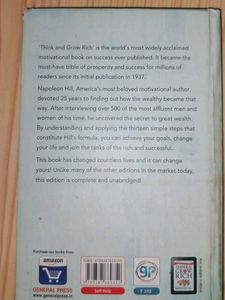 'Think and Grow Rich' is the world's most widely acclaimed
motivational book on success ever published. It became the
must-have bible of prosperity and success for millions of
readers since its initial publication in 1937.
Napoleon Hill, America's most beloved motivational author,
devoted 25 years to finding out how the wealthy became that
way. After interviewing over 500 of the most affluent men and
women of his time, he uncovered the secret to great wealth.
By understanding and applying the thirteen simple steps that
constitute Hill's formula, you can achieve your goals, change
your life and join the ranks of the rich and successful.
This book has changed countless lives and it can change
yours! Unlike many of the other editions in the market today,
this edition is complete and unabridged!
Purchase our books from:
amazon
GENERAL PRESS
www.generalpress.in
Self-Help
gp
THINK &
GROW
RICH